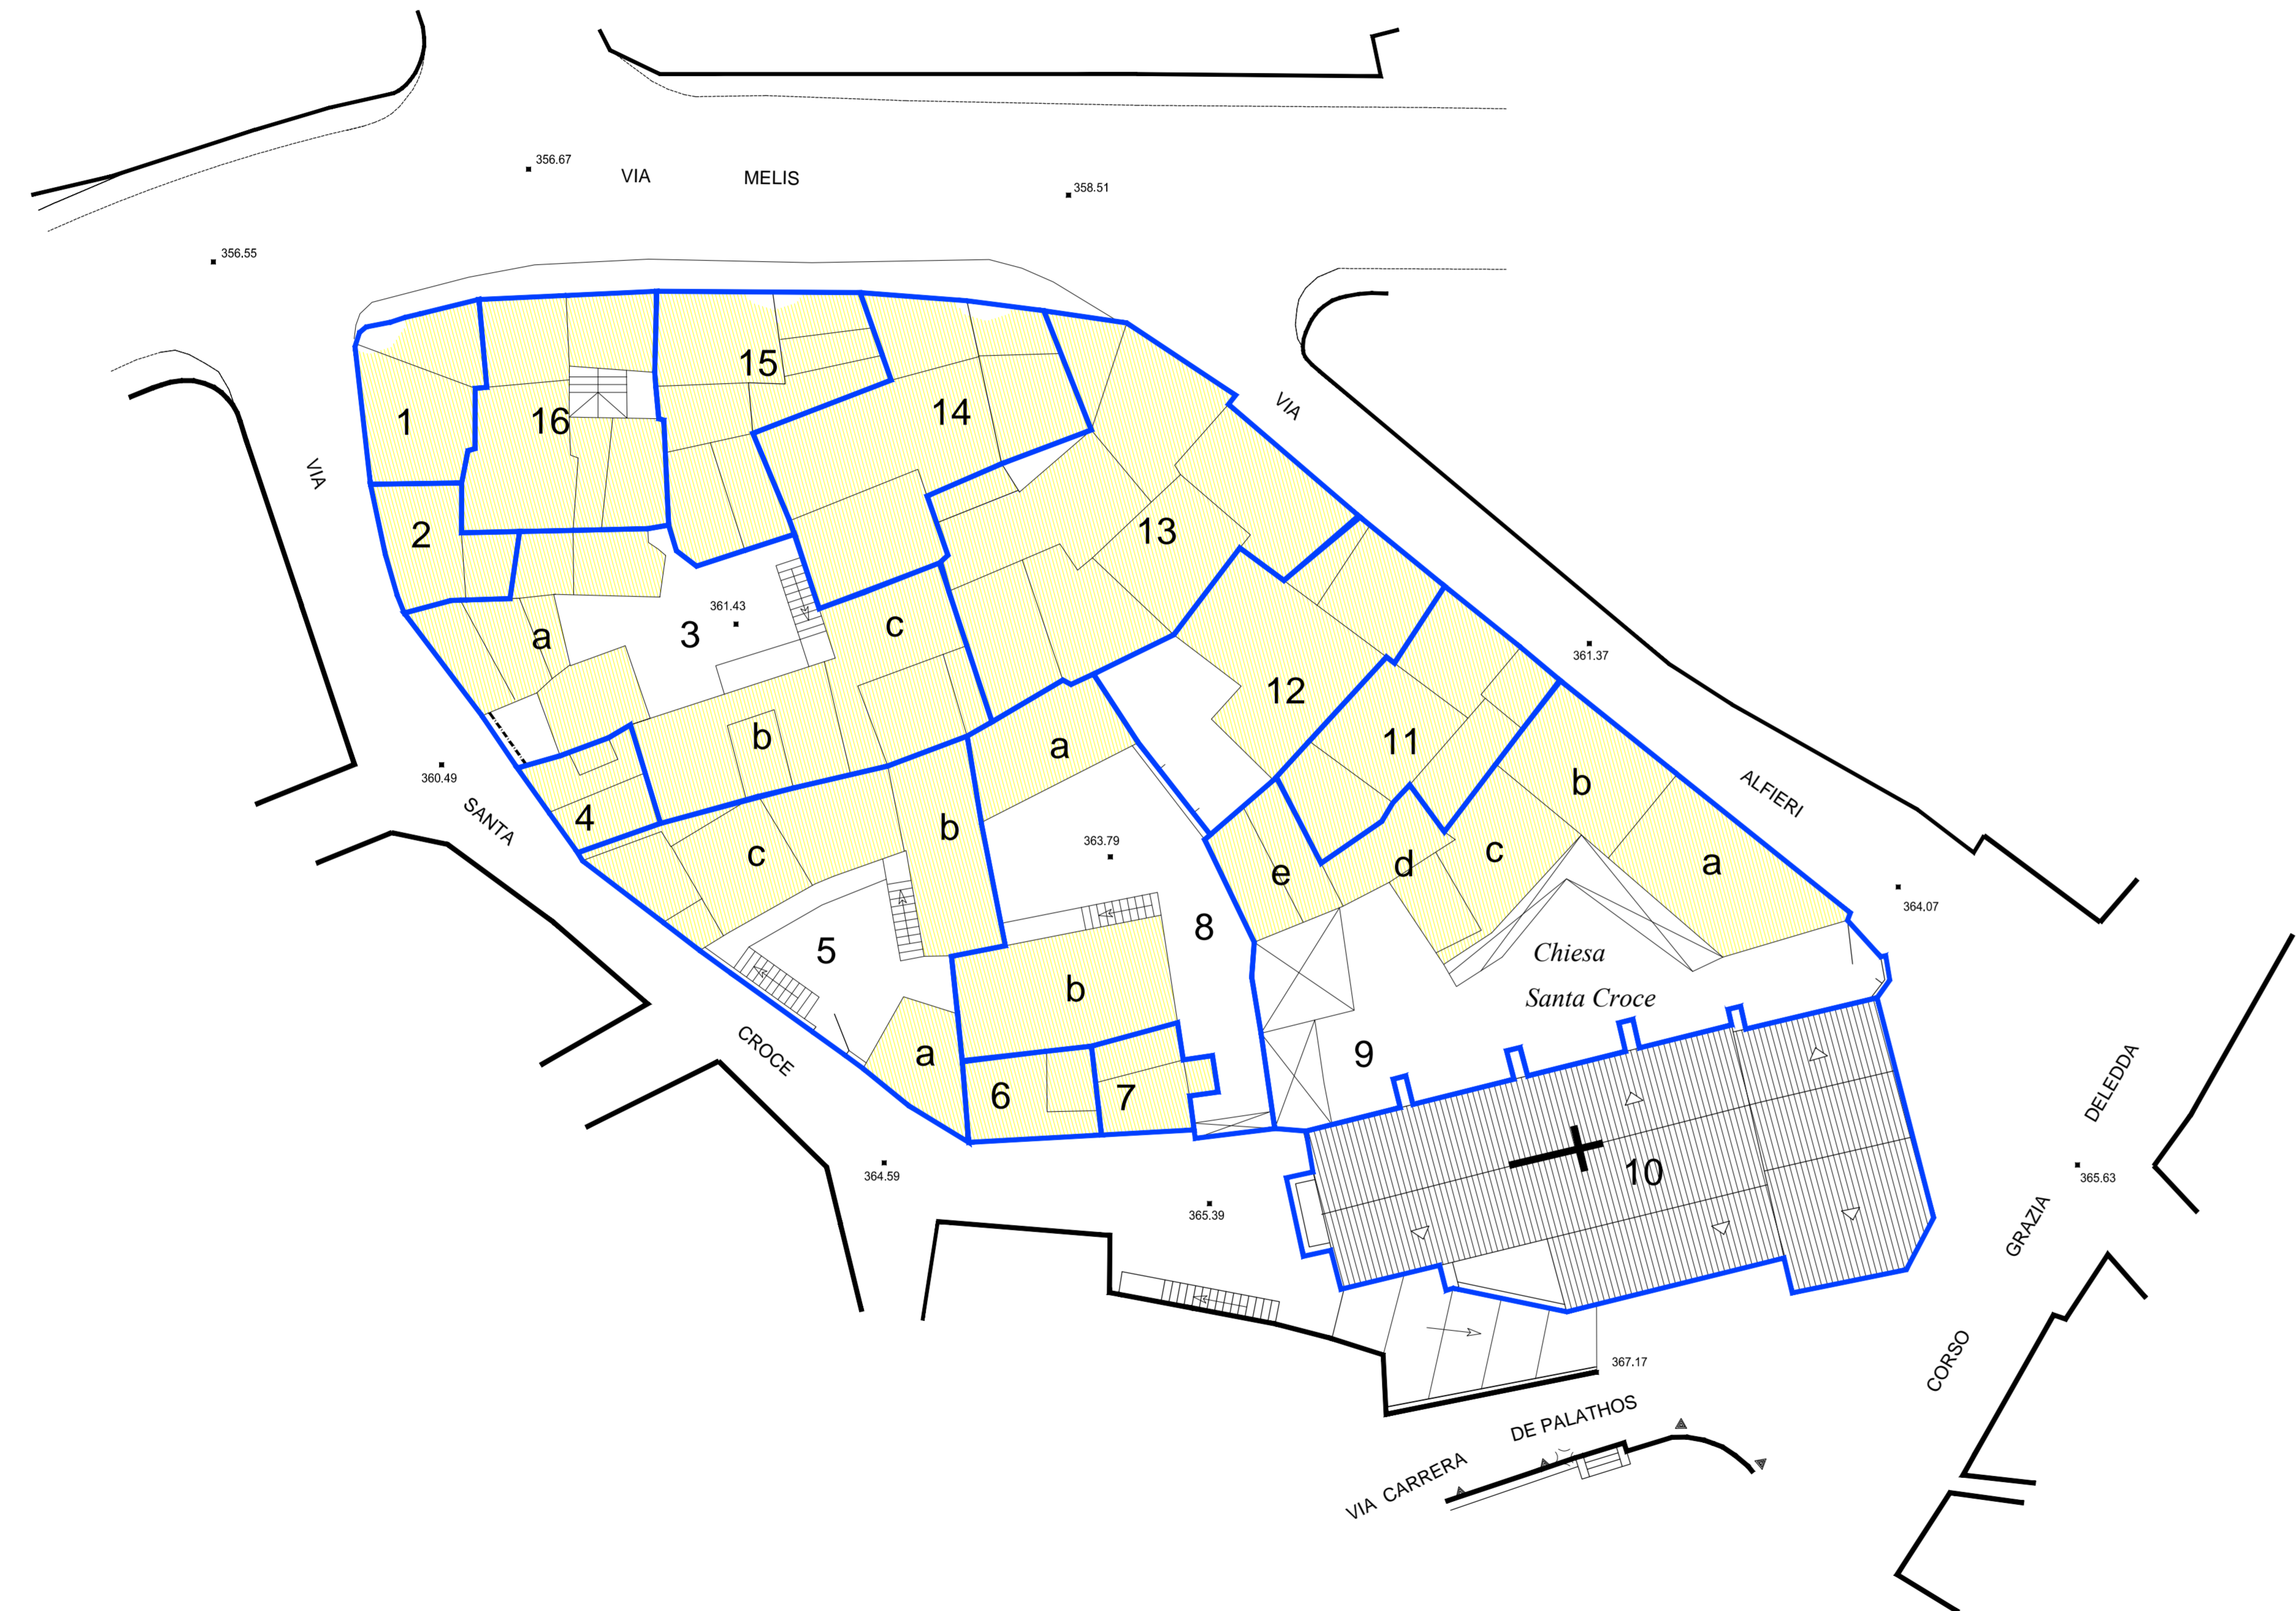 356.67
VIA MELIS
358.51
356.55
15
VIA
1
16
14
VIA
2
13
361.43
3
a
c
361.37
12
b
a
11
b
360.49
ALFIERI
SANTA
4
b
363.79
c
c
d
a
e
364.07
8
5
Chiesa
b
Santa Croce
CROCE
a
9
DELEDDA
6
7
10
364.59
365.63
365.39
GRAZIA
367.17
CORSO
DE PALATHOS
VIA CARRERA